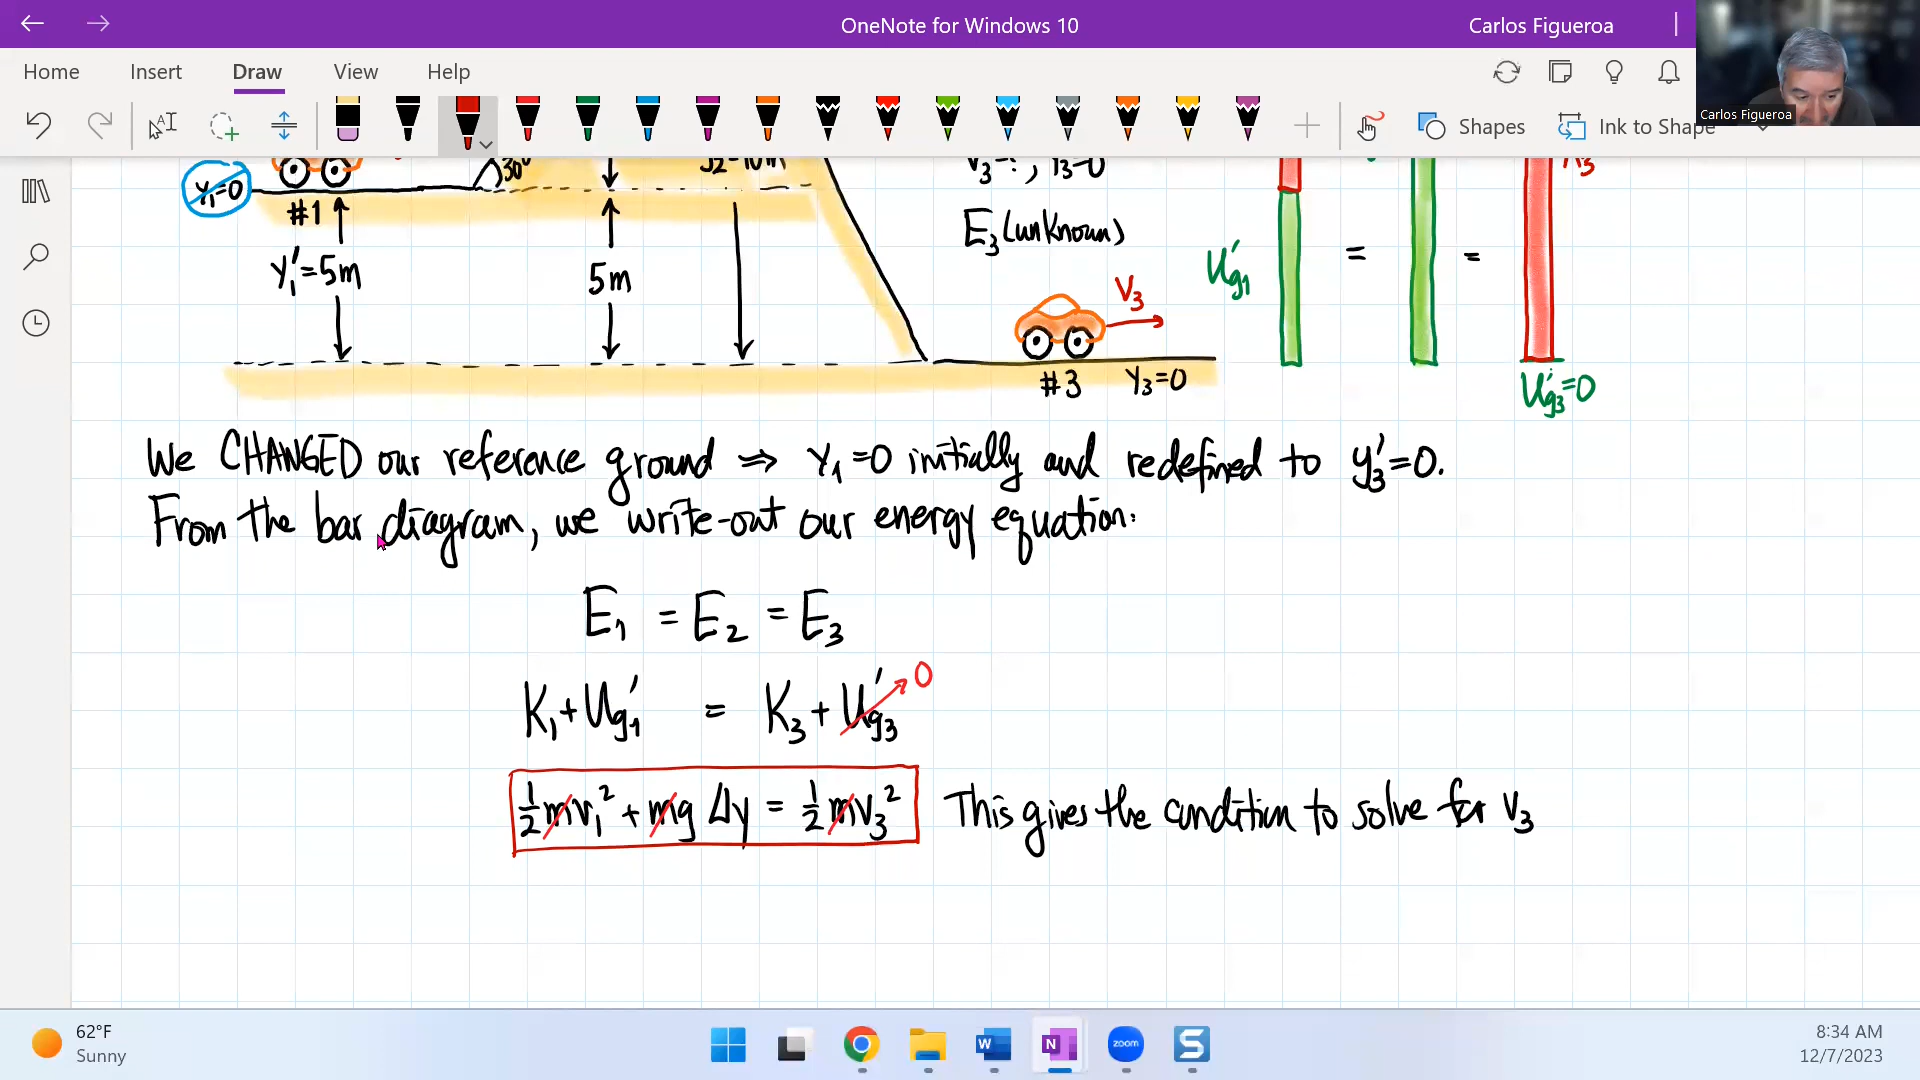 OneNote for Windows 10
Carlos Figueroa
Home Insert Draw View Help
Shapes
Ink to Shape
Carlos Figueroa
Y₁=0
30°
#1
Y₁'=5m
5m
E₃(unknown)
V₃
#3 Y₃=0
U'g₁
=
=
U'g₃=0
We CHANGED our reference ground ⇒ Y₁=0 initially and redefined to y₃'=0.
From the bar diagram, we write-out our energy equation:
E₁ = E₂ = E₃
K₁+U'g₁ = K₃+U'g₃ 0
½mv₁²+mg Δy = ½mv₃² This gives the condition to solve for V₃
62°F
Sunny
zoom
8:34 AM
12/7/2023